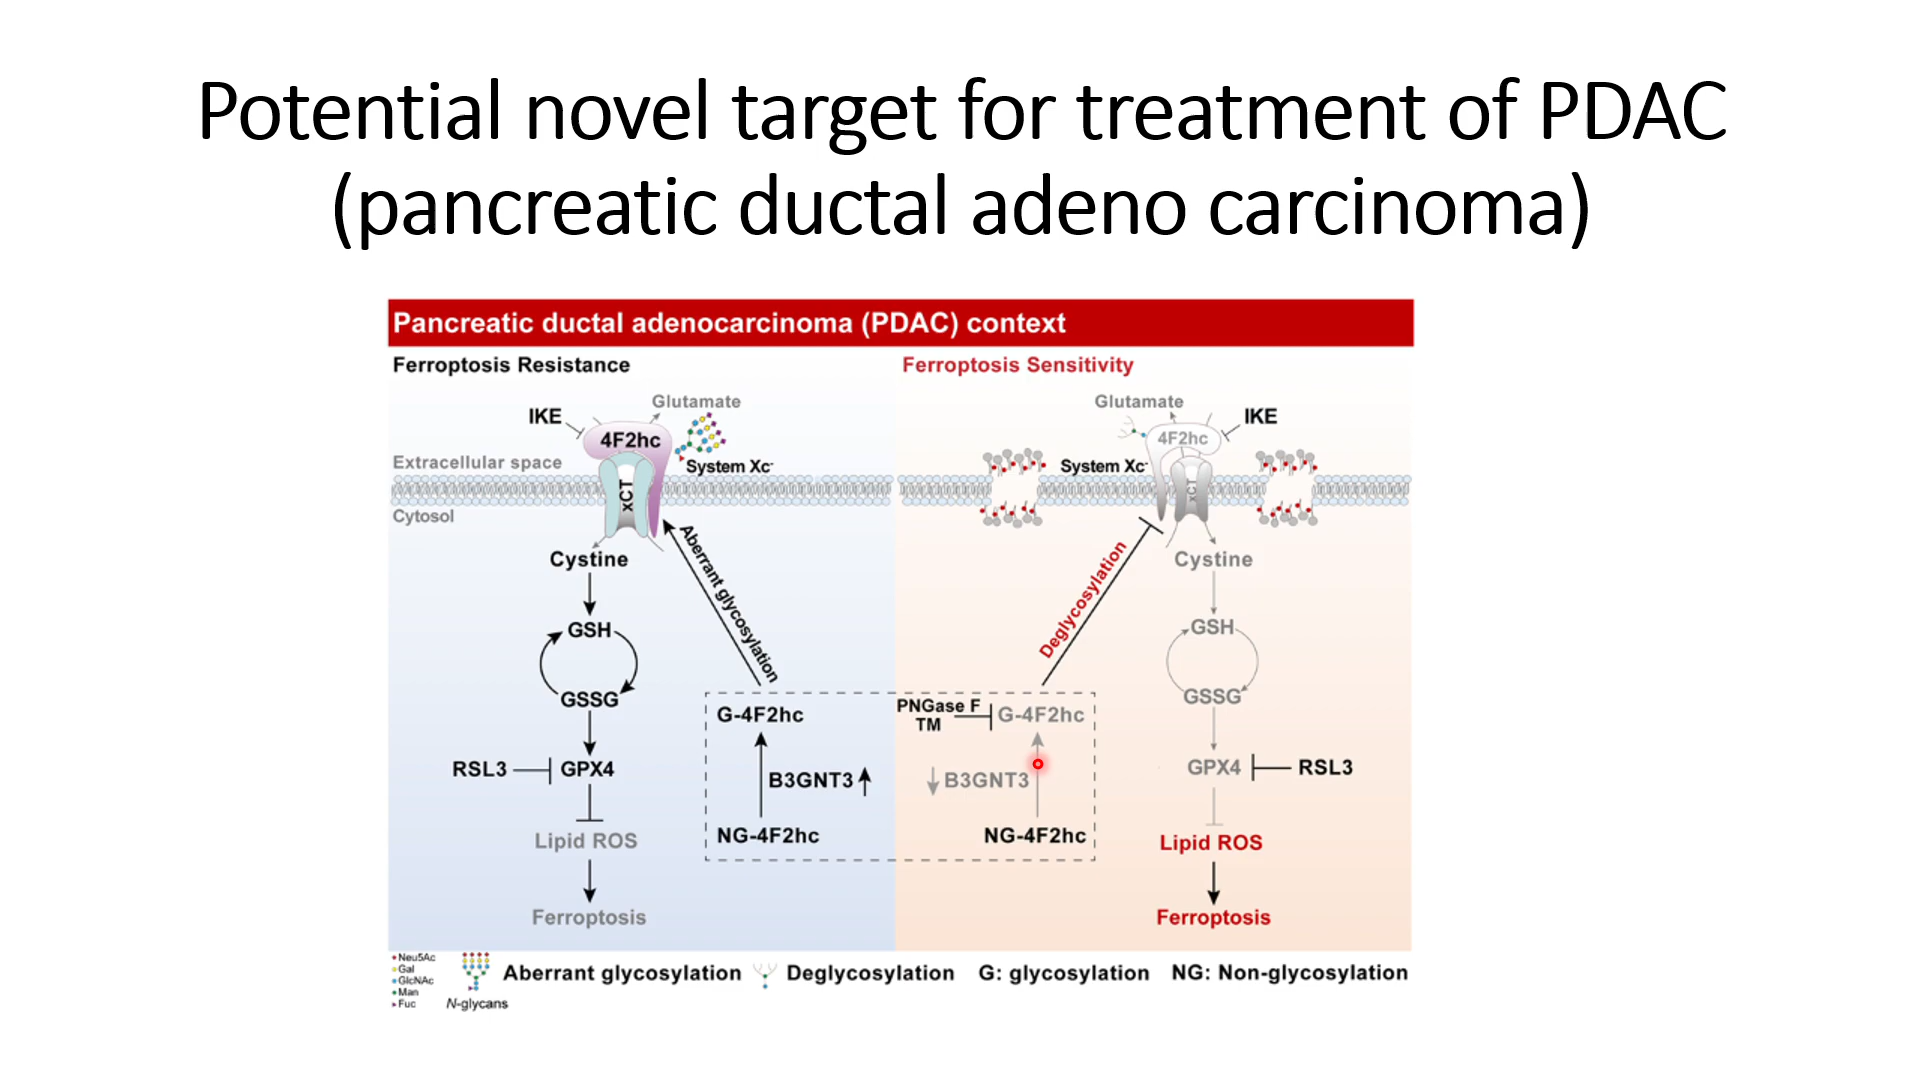 Potential novel target for treatment of PDAC
(pancreatic ductal adeno carcinoma)
Pancreatic ductal adenocarcinoma (PDAC) context
Ferroptosis Resistance
IKE
Glutamate
4F2hc
Extracellular space
System Xc-
xCT
Cytosol
Aberrant glycosylation
Cystine
GSH
GSSG
RSL3
GPX4
Lipid ROS
Ferroptosis
G-4F2hc
B3GNT3
NG-4F2hc
Ferroptosis Sensitivity
Glutamate
IKE
4F2hc
System Xc-
xCT
Deglycosylation
Cystine
GSH
GSSG
GPX4
RSL3
Lipid ROS
Ferroptosis
PNGase F
TM
G-4F2hc
B3GNT3
NG-4F2hc
Neu5Ac
Gal
GlcNAc
Man
Fuc
N-glycans
Aberrant glycosylation
Deglycosylation
G: glycosylation
NG: Non-glycosylation